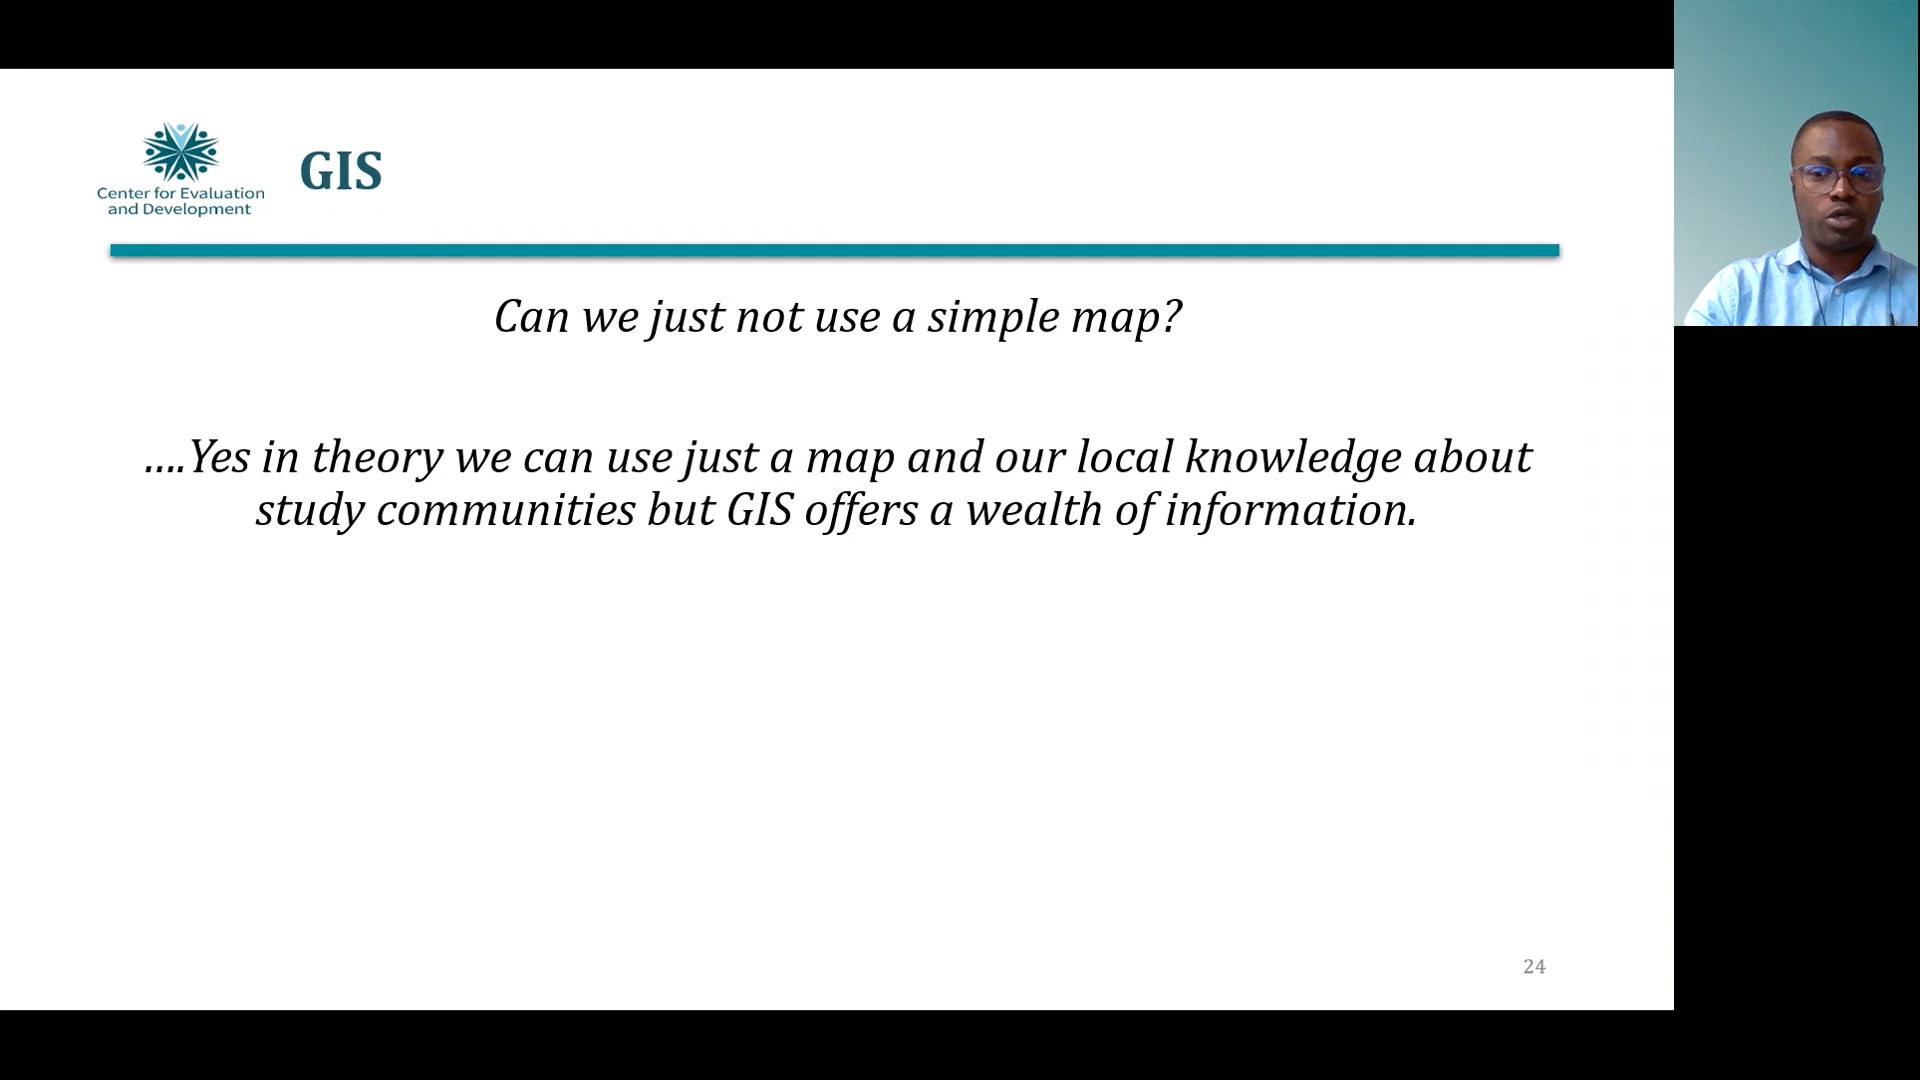 Center for Evaluation
and Development
GIS
Can we just not use a simple map?
....Yes in theory we can use just a map and our local knowledge about
study communities but GIS offers a wealth of information.
24